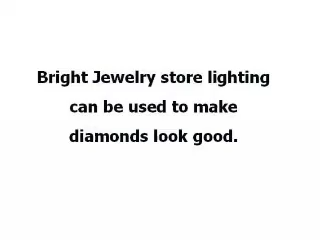 Bright Jewelry store lighting
can be used to make
diamonds look good.